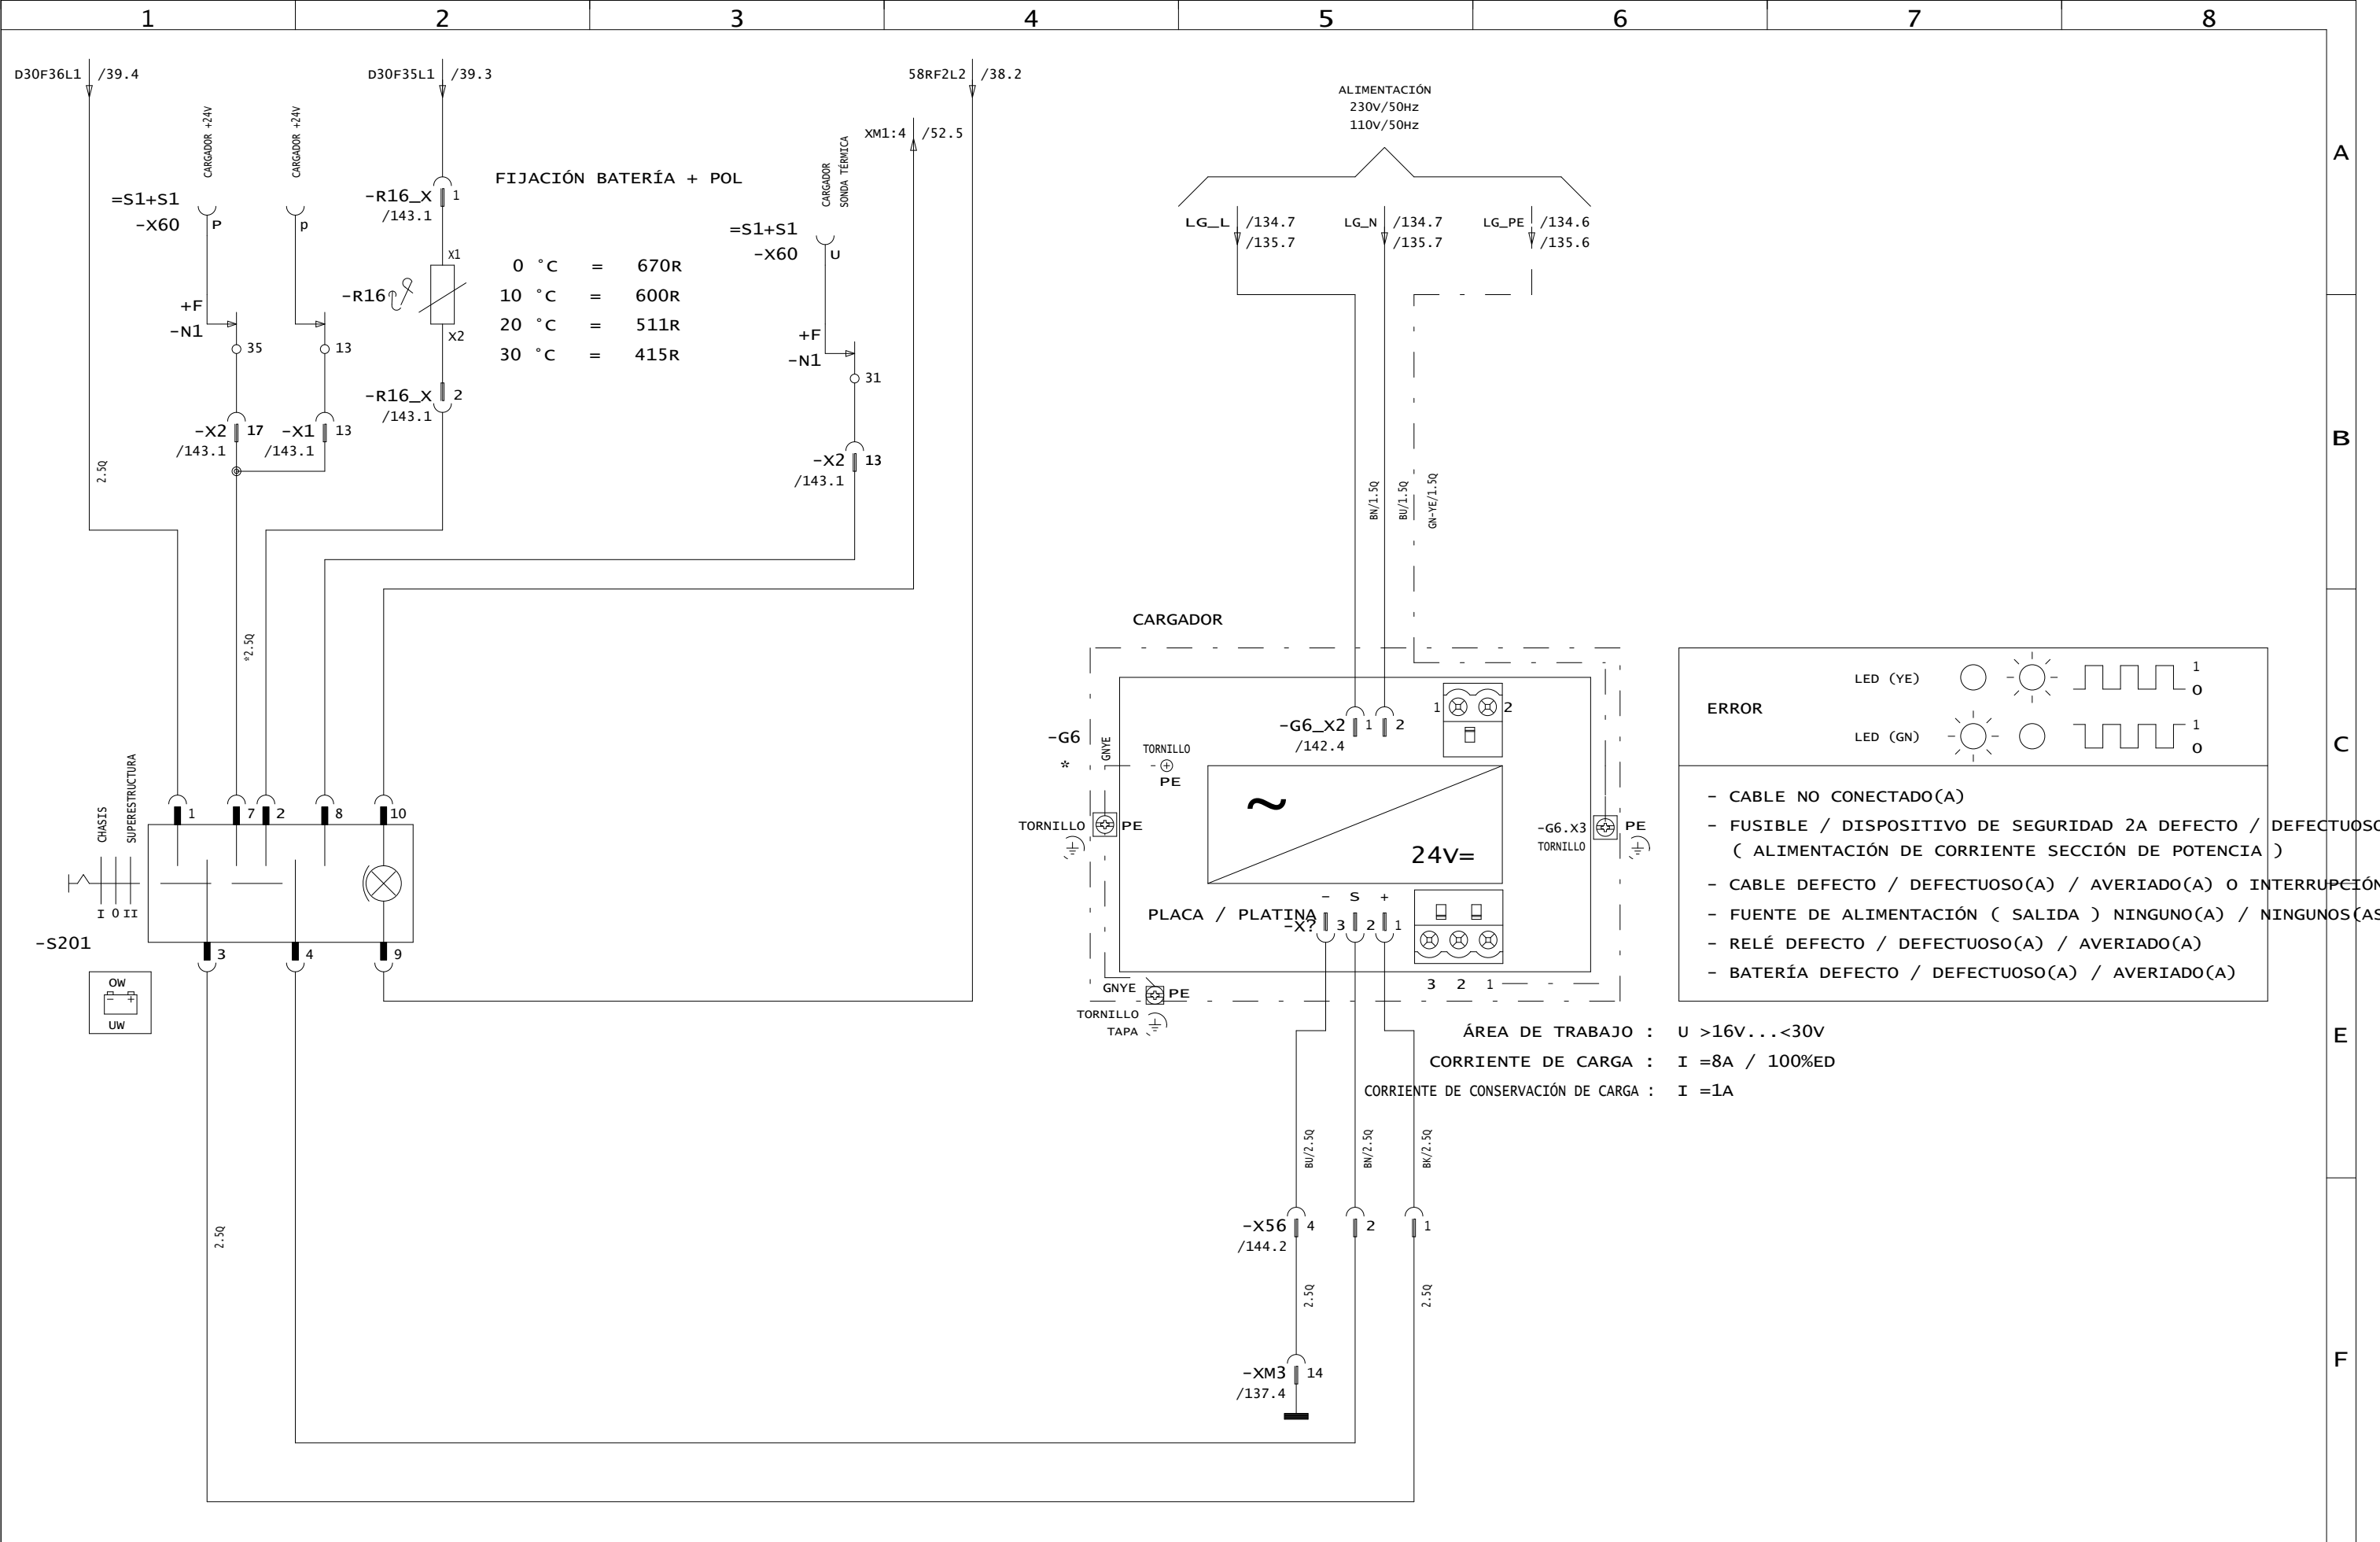 1 2 3 4 5 6 7 8
D30F36L1 /39.4
D30F35L1 /39.3
58RF2L2 /38.2
XM1:4 /52.5
CARGADOR +24V
CARGADOR +24V
=S1+S1
-X60 P
p
-R16_X 1
/143.1
FIJACIÓN BATERÍA + POL
X1
-R16
X2
0 °C = 670R
10 °C = 600R
20 °C = 511R
30 °C = 415R
-R16_X 2
/143.1
CARGADOR
SONDA TÉRMICA
=S1+S1
-X60 U
+F
-N1
35
13
+F
-N1
31
-X2 17
/143.1
-X1 13
/143.1
-X2 13
/143.1
2.5Q
*2.5Q
ALIMENTACIÓN
230V/50Hz
110V/50Hz
LG_L /134.7
/135.7
LG_N /134.7
/135.7
LG_PE /134.6
/135.6
BN/1.5Q
BU/1.5Q
GN-YE/1.5Q
A
B
C
E
F
CHASIS
SUPERESTRUCTURA
I 0 II
-S201
1 7 2 8 10
3 4 9
OW
- +
UW
2.5Q
CARGADOR
-G6
*
GNYE
TORNILLO
PE
-G6_X2 1 2
/142.4
1 2
TORNILLO PE
~
24V=
-G6.X3 PE
TORNILLO
PLACA / PLATINA
- S +
-X? 3 2 1
3 2 1
GNYE PE
TORNILLO
TAPA
ERROR
LED (YE) 1
0
LED (GN) 1
0
- CABLE NO CONECTADO(A)
- FUSIBLE / DISPOSITIVO DE SEGURIDAD 2A DEFECTO / DEFECTUOSO
( ALIMENTACIÓN DE CORRIENTE SECCIÓN DE POTENCIA )
- CABLE DEFECTO / DEFECTUOSO(A) / AVERIADO(A) O INTERRUPCIÓN
- FUENTE DE ALIMENTACIÓN ( SALIDA ) NINGUNO(A) / NINGUNOS(AS
- RELÉ DEFECTO / DEFECTUOSO(A) / AVERIADO(A)
- BATERÍA DEFECTO / DEFECTUOSO(A) / AVERIADO(A)
ÁREA DE TRABAJO : U >16V...<30V
CORRIENTE DE CARGA : I =8A / 100%ED
CORRIENTE DE CONSERVACIÓN DE CARGA : I =1A
BU/2.5Q
BN/2.5Q
BK/2.5Q
-X56 4 2 1
/144.2
2.5Q
2.5Q
-XM3 14
/137.4